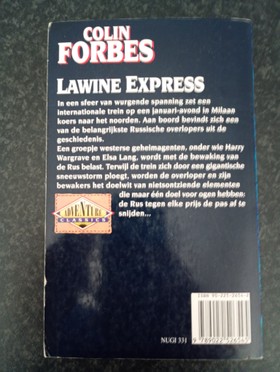 COLIN
FORBES
LAWINE EXPRESS
In een sfeer van wurgende spanning zet een
internationale trein op een januari-avond in Milaan
koers naar het noorden. Aan boord bevindt zich een
van de belangrijkste Russische overlopers uit de
geschiedenis.
Een groepje westerse geheimagenten, onder wie Harry
Wargrave en Elsa Lang, wordt met de bewaking van
de Rus belast. Terwijl de trein zich door een gigantische
sneeuwstorm ploegt, worden de overloper en zijn
bewakers het doelwit van nietsontziende elementen
die maar één doel voor ogen hebben:
de Rus tegen elke prijs de pas af te
snijden...
ADVENTURE
CLASSICS
NUGI 331